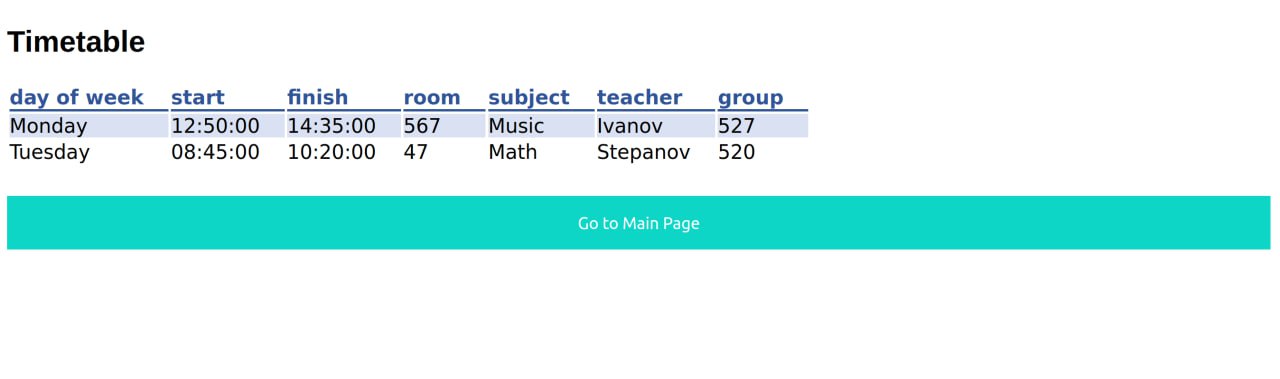 Timetable
day of week start finish room subject teacher group
Monday 12:50:00 14:35:00 567 Music Ivanov 527
Tuesday 08:45:00 10:20:00 47 Math Stepanov 520
Go to Main Page